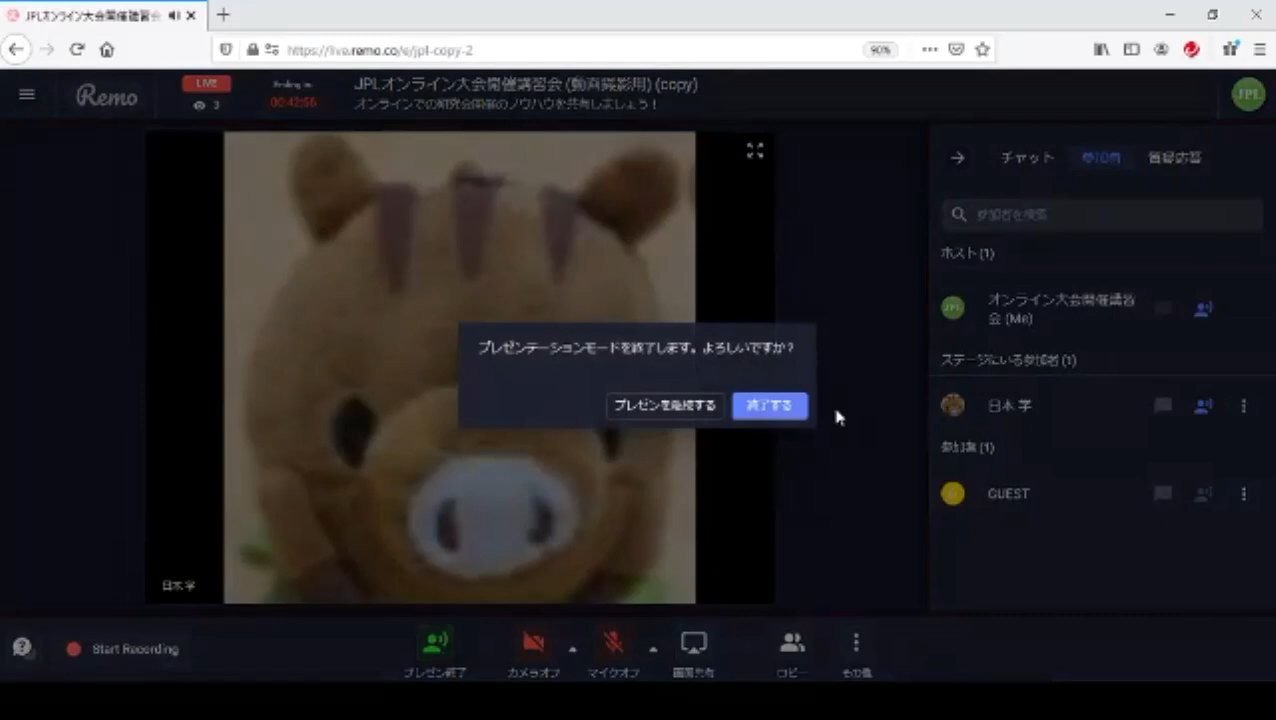 JPLオンライン大会開催講習会
https://live.remo.co/e/jpl-copy-2
90%
Remo
LIVE
3
Ending in
00:42:56
JPLオンライン大会開催講習会 (動画撮影用) (copy)
オンラインでの研究会開催のノウハウを共有しましょう！
JPL
チャット
参加者
質疑応答
参加者を検索
ホスト (1)
JPL
オンライン大会開催講習
会 (Me)
ステージにいる参加者 (1)
日本 学
参加者 (1)
GUEST
プレゼンテーションモードを終了します。よろしいですか？
プレゼンを継続する
終了する
日本 学
Start Recording
プレゼン終了
カメラオフ
マイクオフ
画面共有
ロビー
その他